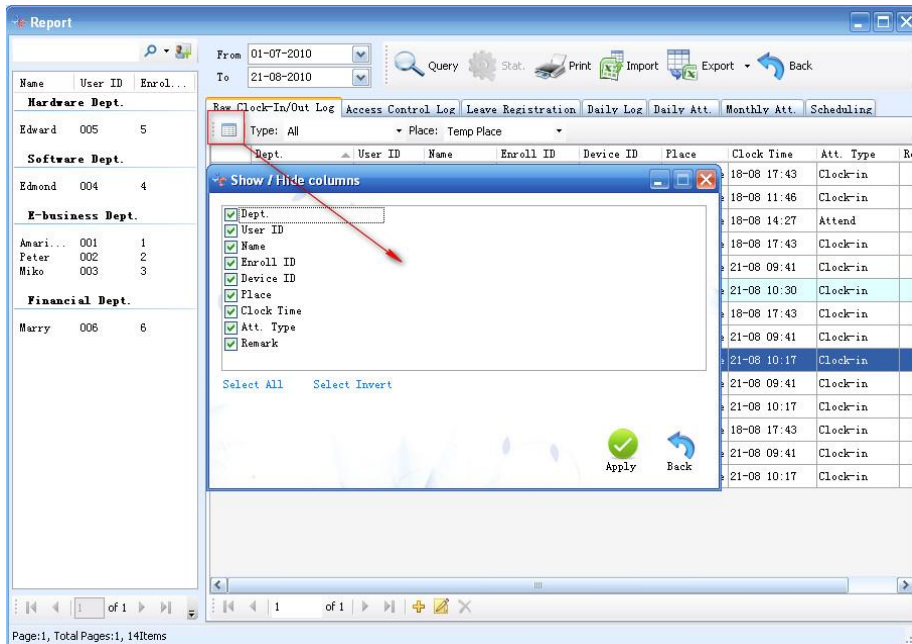 Report
From 01-07-2010
To 21-08-2010
Query Stat. Print Import Export Back
Name User ID Enrol...
Hardware Dept.
Edward 005 5
Software Dept.
Edmond 004 4
E-business Dept.
Amari... 001 1
Peter 002 2
Miko 003 3
Financial Dept.
Marry 006 6
Raw Clock-In/Out Log Access Control Log Leave Registration Daily Log Daily Att. Monthly Att. Scheduling
Type: All Place: Temp Place
Dept. User ID Name Enroll ID Device ID Place Clock Time Att. Type
18-08 17:43 Clock-in
18-08 11:46 Clock-in
18-08 14:27 Attend
18-08 17:43 Clock-in
21-08 09:41 Clock-in
21-08 10:30 Clock-in
18-08 17:43 Clock-in
21-08 09:41 Clock-in
21-08 10:17 Clock-in
21-08 09:41 Clock-in
21-08 10:17 Clock-in
18-08 17:43 Clock-in
21-08 09:41 Clock-in
21-08 10:17 Clock-in
Show / Hide columns
Dept.
User ID
Name
Enroll ID
Device ID
Place
Clock Time
Att. Type
Remark
Select All Select Invert
Apply Back
1 of 1
1 of 1
Page:1, Total Pages:1, 14Items